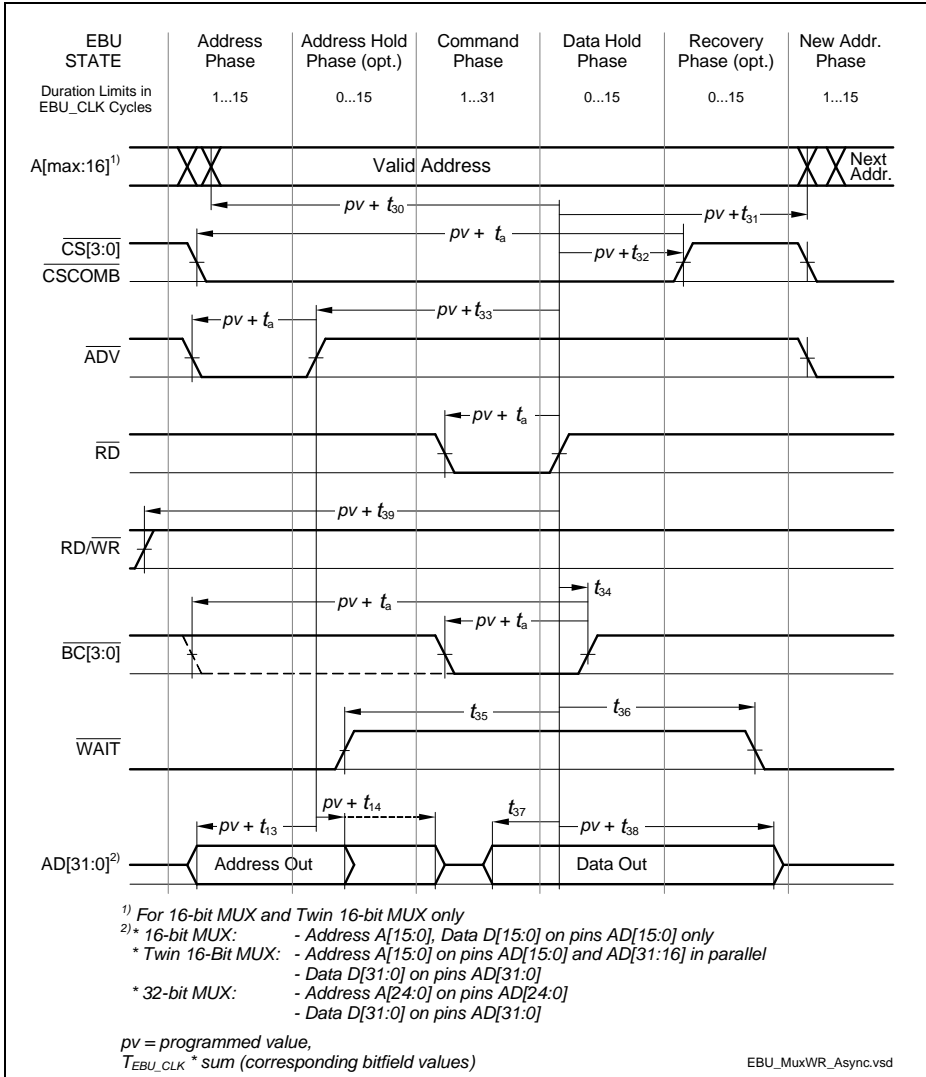 EBU STATE Address Phase Address Hold Phase (opt.) Command Phase Data Hold Phase Recovery Phase (opt.) New Addr. Phase
Duration Limits in EBU_CLK Cycles 1...15 0...15 1...31 0...15 0...15 1...15
A[max:16]1) Valid Address Next Addr.
pv + t30
pv + t31
pv + ta
CS[3:0]
pv + t32
CSCOMB
pv + ta
pv + t33
ADV
pv + ta
RD
pv + t39
RD/WR
t34
pv + ta
pv + ta
BC[3:0]
t35
t36
WAIT
pv + t14
pv + t13
t37
pv + t38
AD[31:0]2) Address Out Data Out
1) For 16-bit MUX and Twin 16-bit MUX only
2)* 16-bit MUX: - Address A[15:0], Data D[15:0] on pins AD[15:0] only
* Twin 16-Bit MUX: - Address A[15:0] on pins AD[15:0] and AD[31:16] in parallel
- Data D[31:0] on pins AD[31:0]
* 32-bit MUX: - Address A[24:0] on pins AD[24:0]
- Data D[31:0] on pins AD[31:0]
pv = programmed value,
TEBU_CLK * sum (corresponding bitfield values)
EBU_MuxWR_Async.vsd